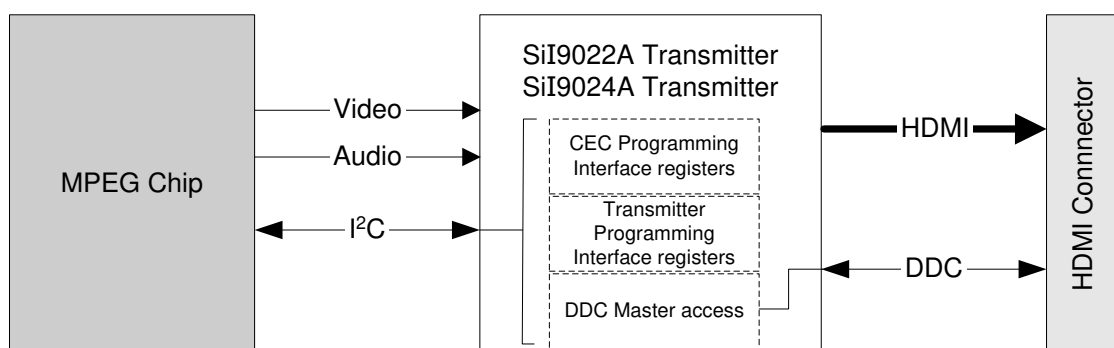 MPEG Chip
Video
Audio
I²C
SiI9022A Transmitter
SiI9024A Transmitter
CEC Programming
Interface registers
Transmitter
Programming
Interface registers
DDC Master access
HDMI
DDC
HDMI Connnector